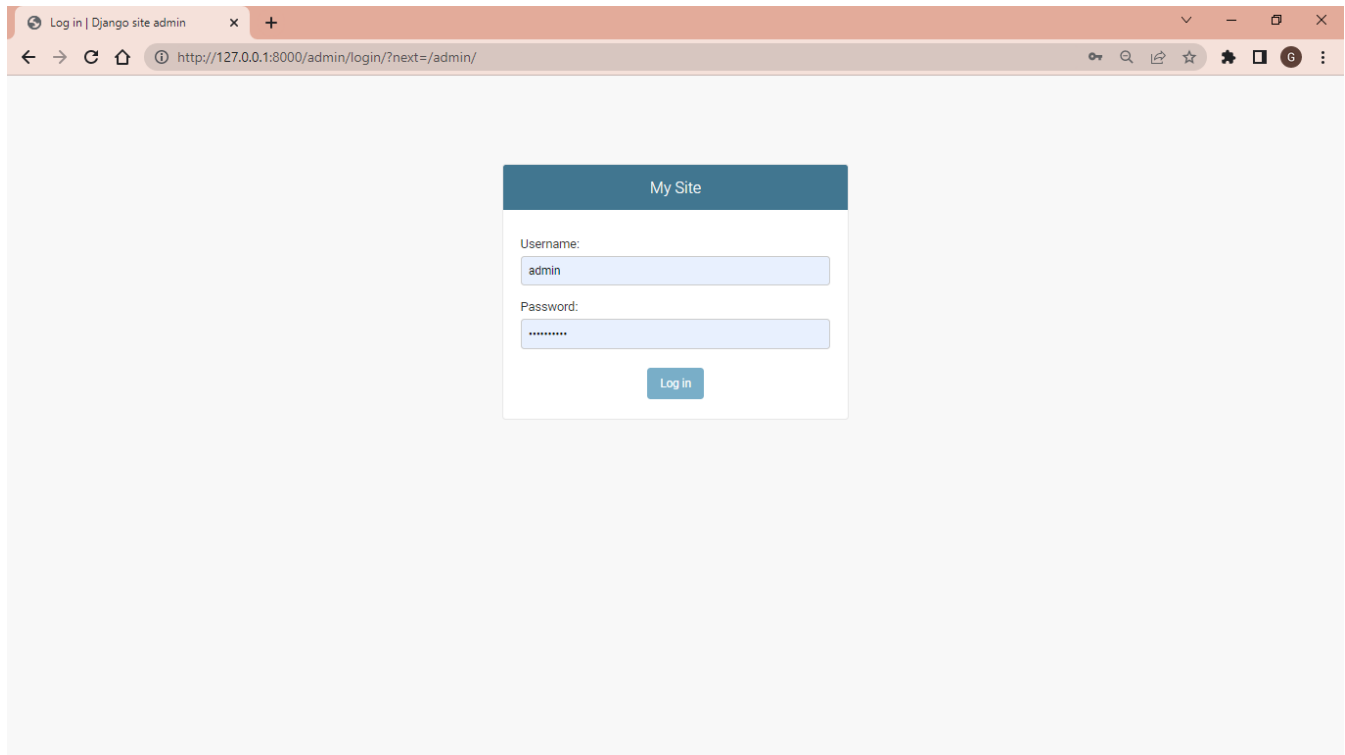 Log in | Django site admin
http://127.0.0.1:8000/admin/login/?next=/admin/
G
My Site
Username:
admin
Password:
••••••••••
Log in